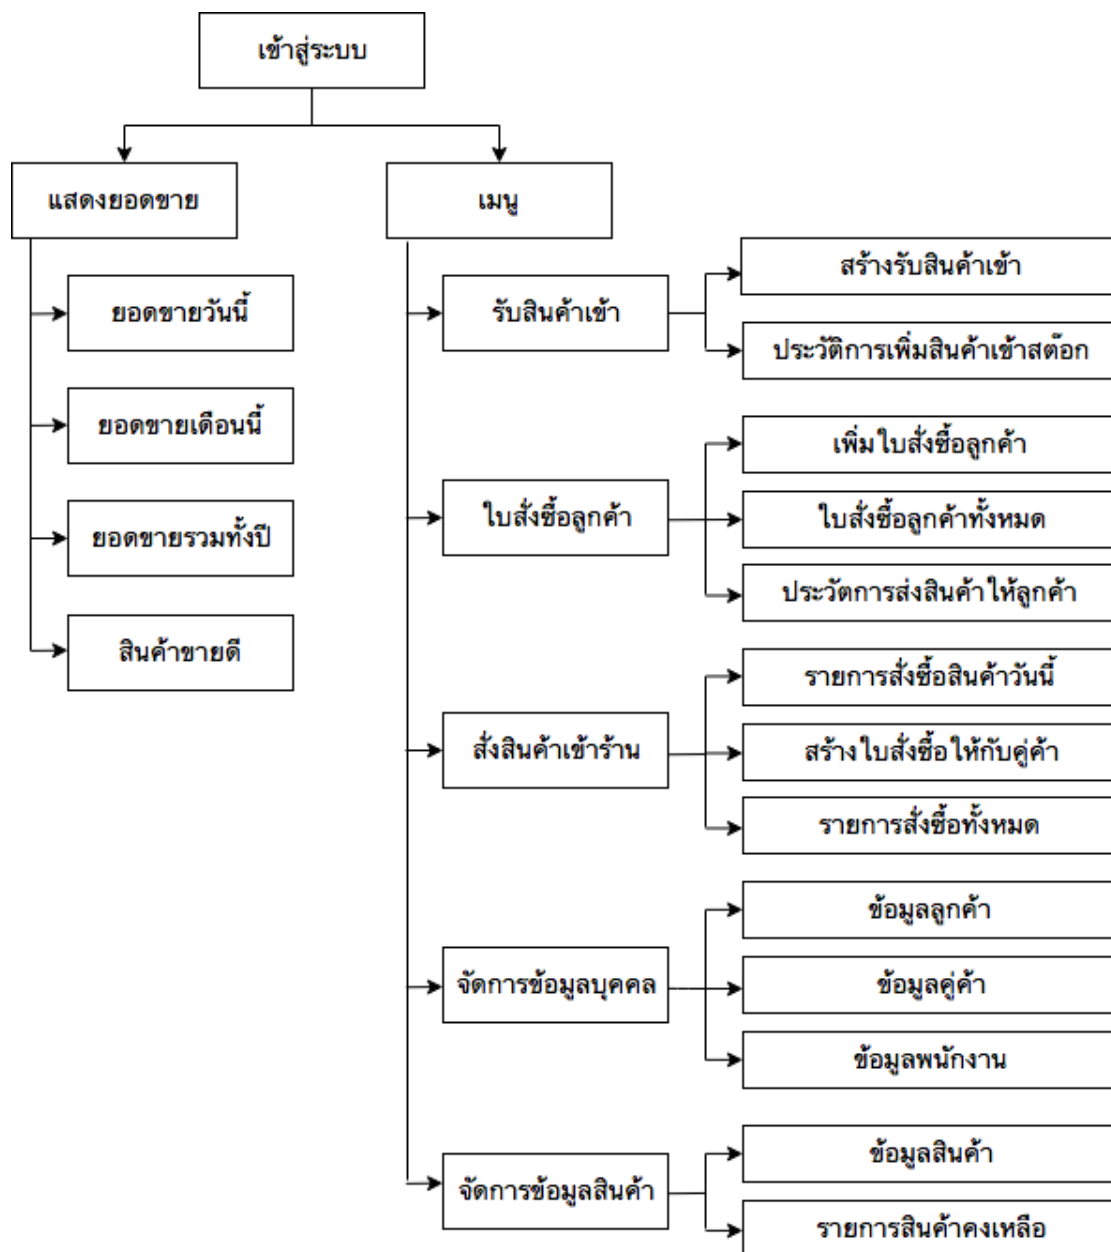 เข้าสู่ระบบ
แสดงยอดขาย
ยอดขายวันนี้
ยอดขายเดือนนี้
ยอดขายรวมทั้งปี
สินค้าขายดี
เมนู
รับสินค้าเข้า
สร้างรับสินค้าเข้า
ประวัติการเพิ่มสินค้าเข้าสต๊อก
ใบสั่งซื้อลูกค้า
เพิ่มใบสั่งซื้อลูกค้า
ใบสั่งซื้อลูกค้าทั้งหมด
ประวัตการส่งสินค้าให้ลูกค้า
สั่งสินค้าเข้าร้าน
รายการสั่งซื้อสินค้าวันนี้
สร้างใบสั่งซื้อให้กับคู่ค้า
รายการสั่งซื้อทั้งหมด
จัดการข้อมูลบุคคล
ข้อมูลลูกค้า
ข้อมูลคู่ค้า
ข้อมูลพนักงาน
จัดการข้อมูลสินค้า
ข้อมูลสินค้า
รายการสินค้าคงเหลือ